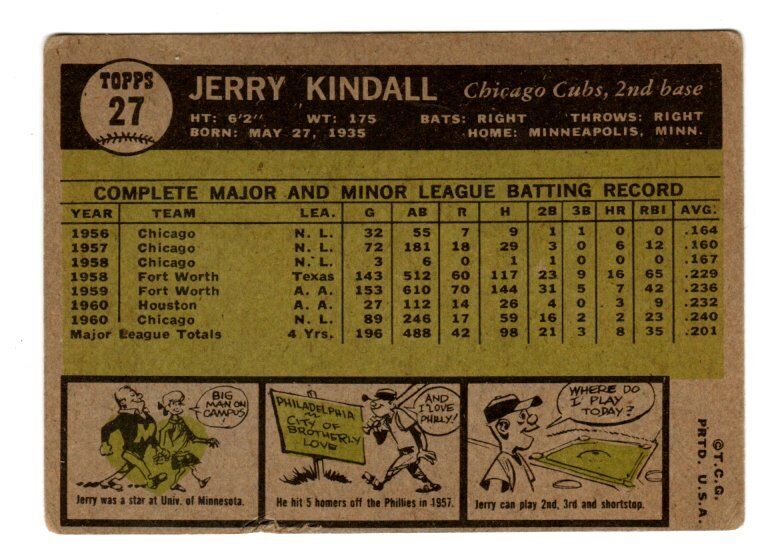 TOPPS
27
JERRY KINDALL Chicago Cubs, 2nd base
HT: 6'2" WT: 175 BATS: RIGHT THROWS: RIGHT
BORN: MAY 27, 1935 HOME: MINNEAPOLIS, MINN.
COMPLETE MAJOR AND MINOR LEAGUE BATTING RECORD
YEAR TEAM LEA. G AB R H 2B 3B HR RBI AVG.
1956 Chicago N. L. 32 55 7 9 1 1 0 0 .164
1957 Chicago N. L. 72 181 18 29 3 0 6 12 .160
1958 Chicago N. L. 3 6 0 1 1 0 0 0 .167
1958 Fort Worth Texas 143 512 60 117 23 9 16 65 .229
1959 Fort Worth A. A. 153 610 70 144 31 5 7 42 .236
1960 Houston A. A. 27 112 14 26 4 0 3 9 .232
1960 Chicago N. L. 89 246 17 59 16 2 2 23 .240
Major League Totals 4 Yrs. 196 488 42 98 21 3 8 35 .201
BIG
MAN ON
CAMPUS!
Jerry was a star at Univ. of Minnesota.
PHILADELPHIA
~
CITY OF
BROTHERLY
LOVE
AND
I LOVE
PHILLY!
He hit 5 homers off the Phillies in 1957.
WHERE DO
I PLAY
TODAY?
Jerry can play 2nd, 3rd and shortstop.
© T. C. G.
PRTD. U. S. A.